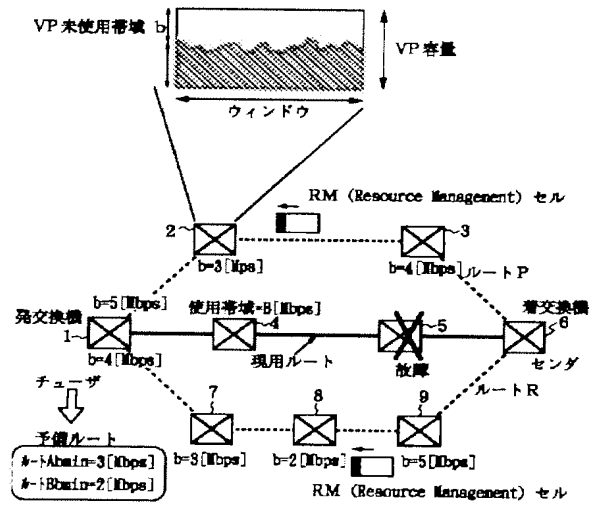 VP未使用帯域 b
VP容量
ウィンドウ
RM (Resource Management) セル
2
3
b=3[Mps]
b=4[Mbps]
ルートP
b=5[Mbps]
使用帯域=B[Mbps]
発交換機
着交換機
1
4
5
6
b=4[Mbps]
現用ルート
故障
センダ
チューザ
ルートR
7
8
9
予備ルート
b=3[Mbps]
b=2[Mbps]
b=5[Mbps]
ルートAbmin=3[Mbps]
ルートBbmin=2[Mbps]
RM (Resource Management) セル